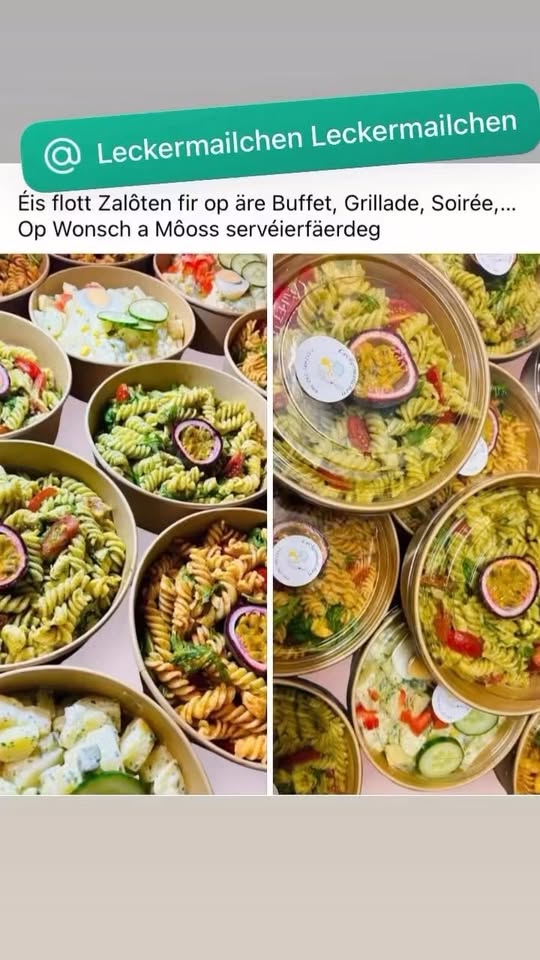 @ Leckermailchen Leckermailchen
Éis flott Zalôten fir op äre Buffet, Grillade, Soirée,...
Op Wonsch a Môoss servéierfäerdeg